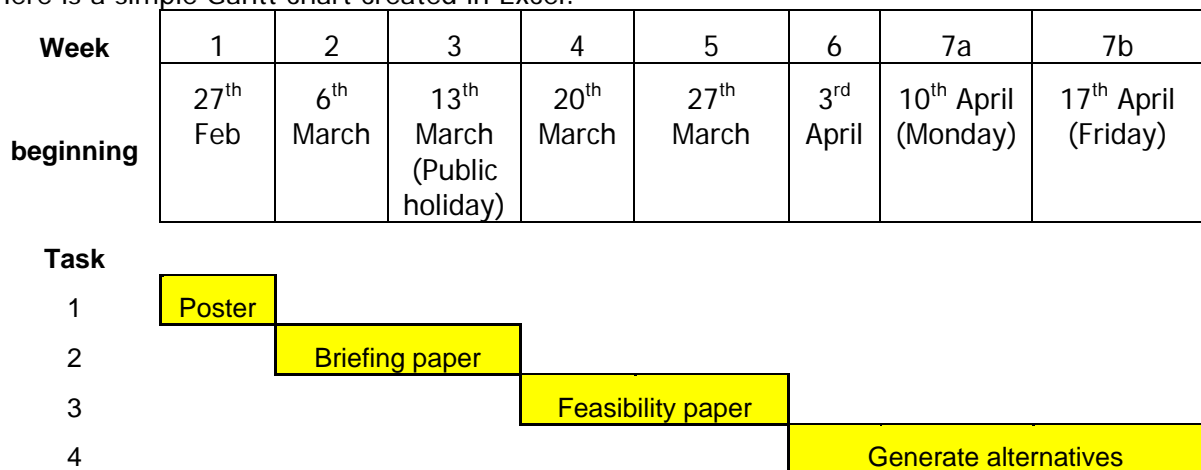 Here is a simple Gantt chart created in Excel.
Week 1 2 3 4 5 6 7a 7b
beginning 27th Feb 6th March 13th March (Public holiday) 20th March 27th March 3rd April 10th April (Monday) 17th April (Friday)
Task
1 Poster
2 Briefing paper
3 Feasibility paper
4 Generate alternatives